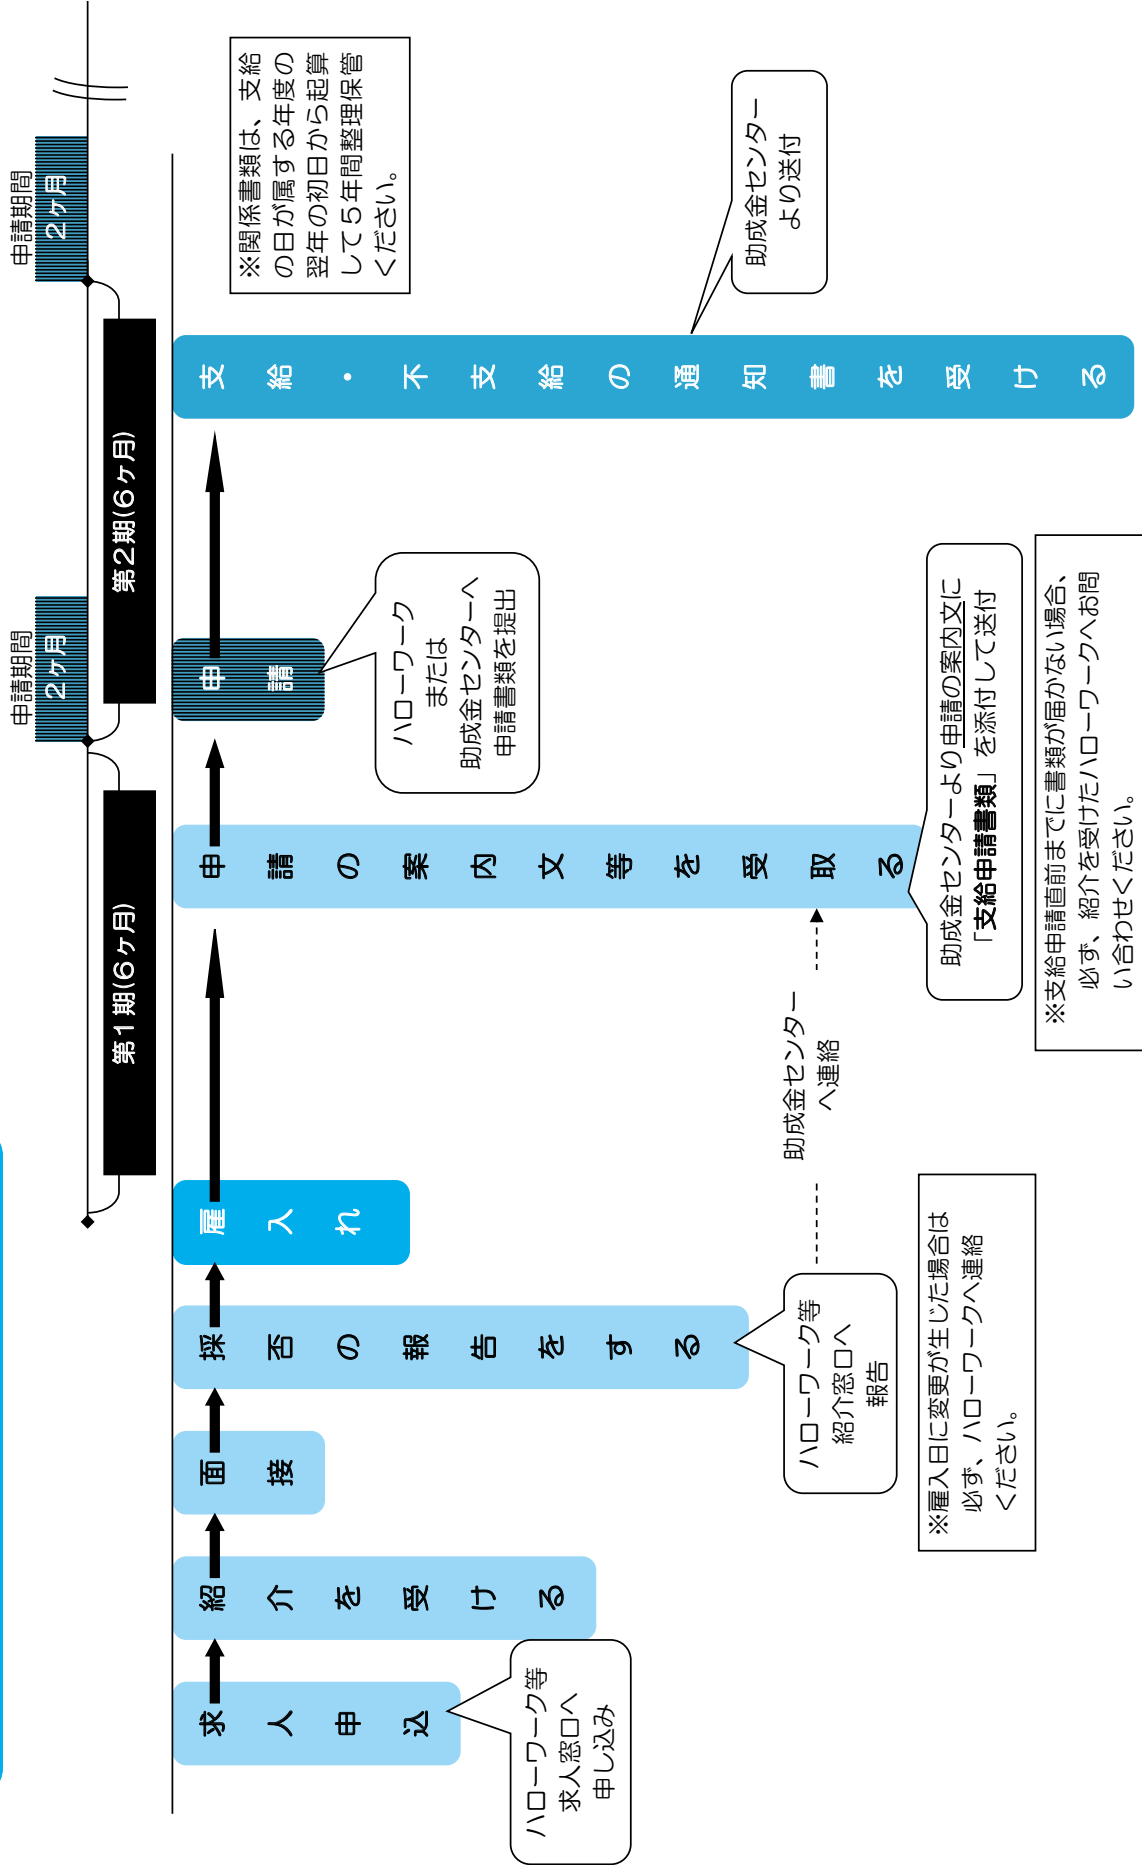 求人申込
ハローワーク等
求人窓口へ
申し込み
紹介を受ける
面接
採否の報告をする
ハローワーク等
紹介窓口へ
報告
※雇入日に変更が生じた場合は
必ず、ハローワークへ連絡
ください。
雇入れ
助成金センター
へ連絡
第1期(6ヶ月)
申請の案内文等を受取る
助成金センターより申請の案内文に
「支給申請書類」を添付して送付
※支給申請直前までに書類が届かない場合、
必ず、紹介を受けたハローワークへお問
い合わせください。
申請期間
2ヶ月
申請
ハローワーク
または
助成金センターへ
申請書類を提出
第2期(6ヶ月)
支給・不支給の通知書を受ける
助成金センター
より送付
申請期間
2ヶ月
※関係書類は、支給
の日が属する年度の
翌年の初日から起算
して5年間整理保管
ください。